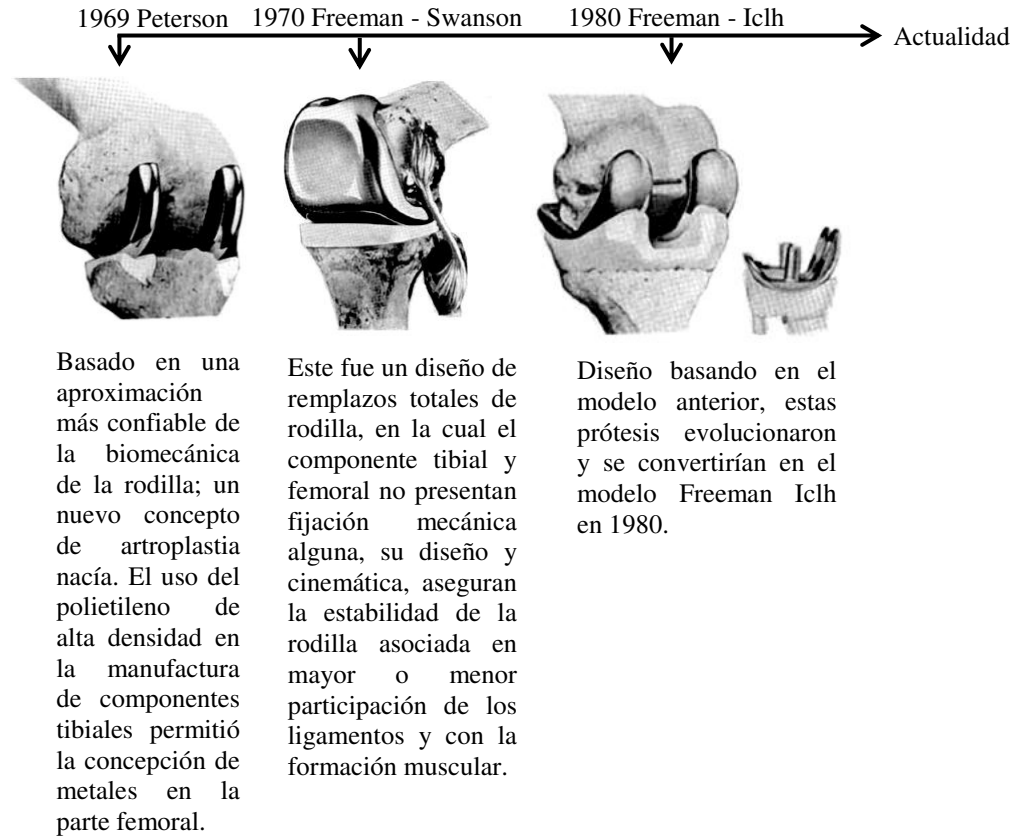 1969 Peterson
1970 Freeman - Swanson
1980 Freeman - Iclh
Actualidad
Basado en una
aproximación
más confiable de
la biomecánica
de la rodilla; un
nuevo concepto
de artroplastia
nacía. El uso del
polietileno de
alta densidad en
la manufactura
de componentes
tibiales permitió
la concepción de
metales en la
parte femoral.
Este fue un diseño de
remplazos totales de
rodilla, en la cual el
componente tibial y
femoral no presentan
fijación mecánica
alguna, su diseño y
cinemática, aseguran
la estabilidad de la
rodilla asociada en
mayor o menor
participación de los
ligamentos y con la
formación muscular.
Diseño basando en el
modelo anterior, estas
prótesis evolucionaron
y se convertirían en el
modelo Freeman Iclh
en 1980.